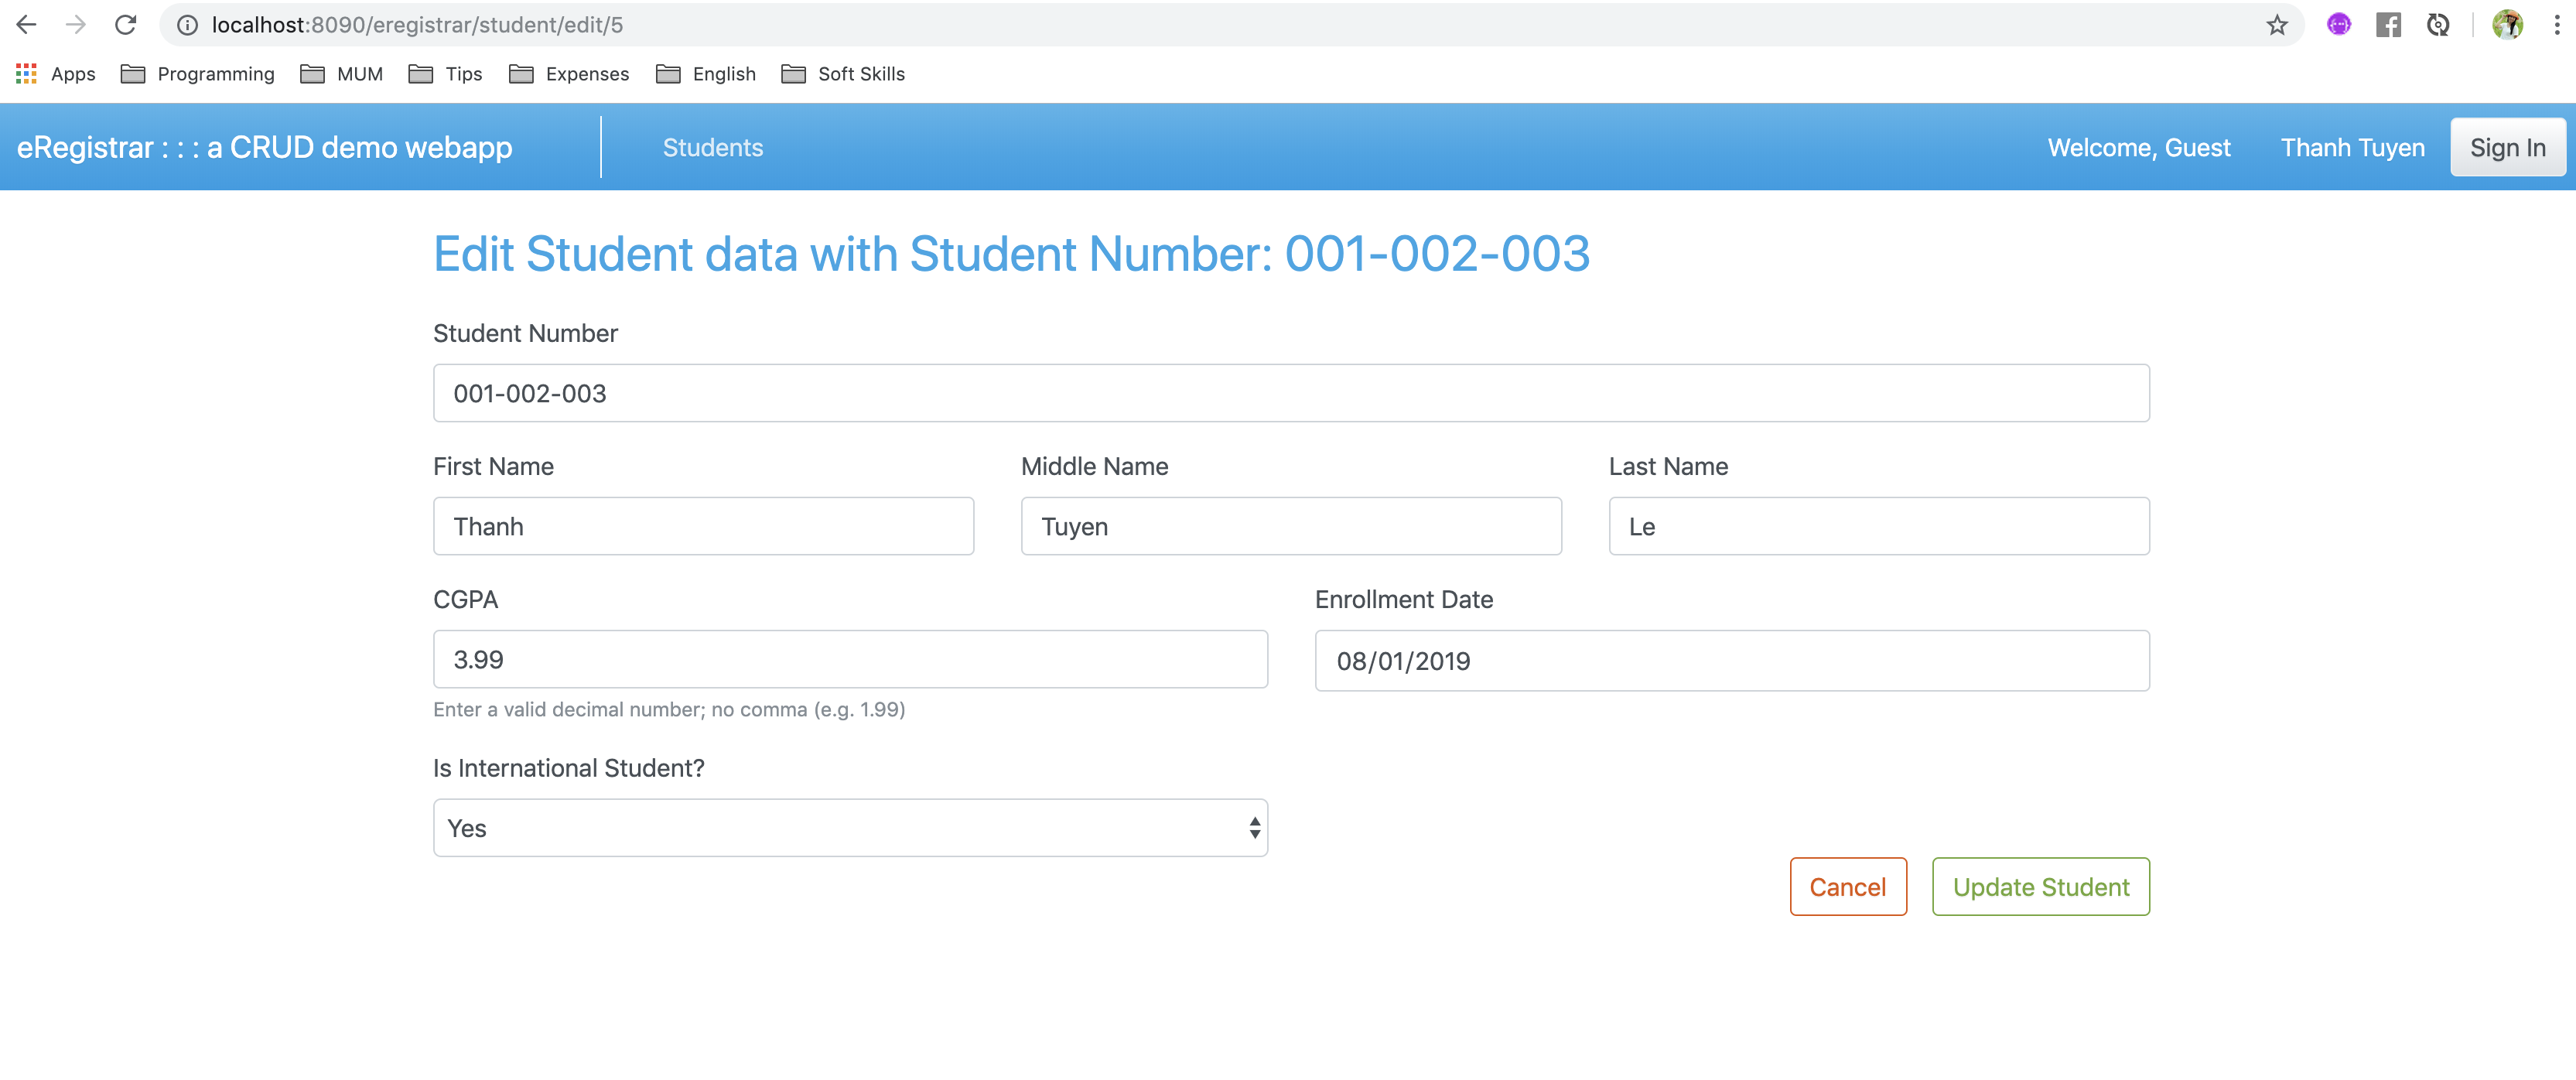 localhost:8090/eregistrar/student/edit/5
Apps Programming MUM Tips Expenses English Soft Skills
eRegistrar : : : a CRUD demo webapp Students Welcome, Guest Thanh Tuyen Sign In
Edit Student data with Student Number: 001-002-003
Student Number
001-002-003
First Name Middle Name Last Name
Thanh Tuyen Le
CGPA Enrollment Date
3.99 08/01/2019
Enter a valid decimal number; no comma (e.g. 1.99)
Is International Student?
Yes
Cancel Update Student